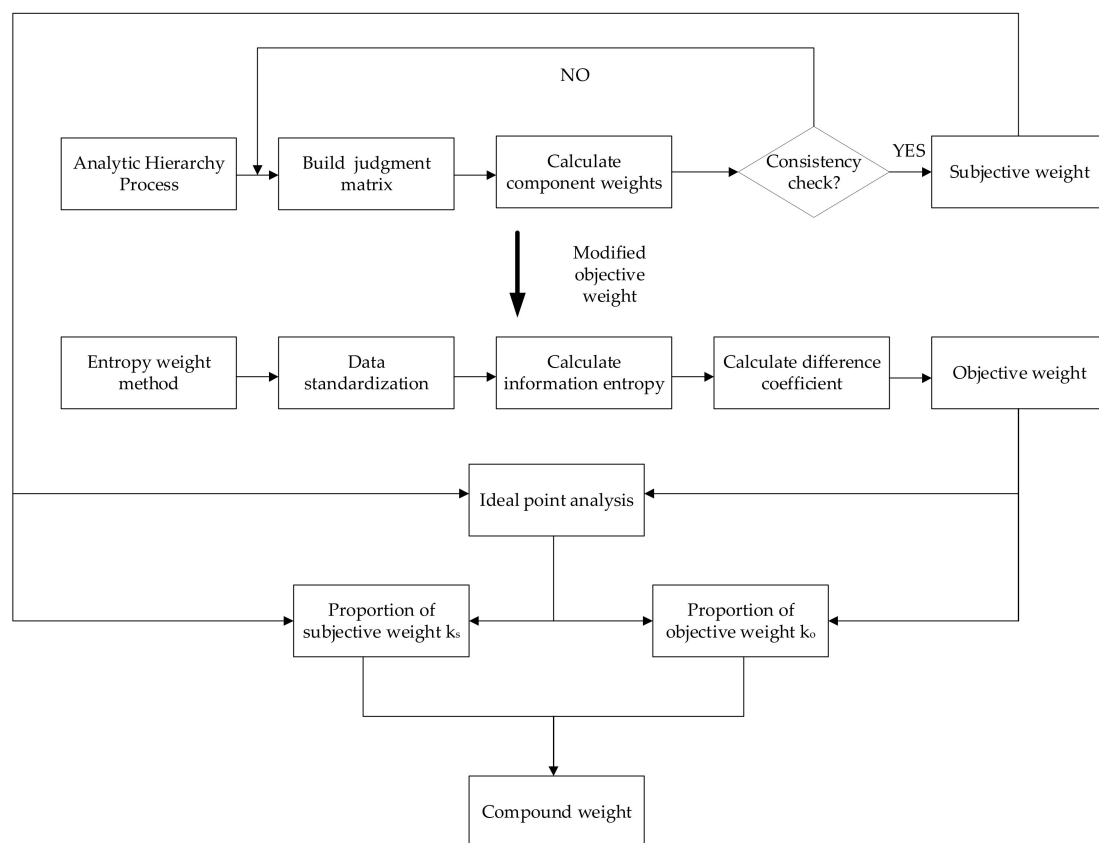 NO
Analytic Hierarchy
Process
Build judgment
matrix
Calculate
component weights
Consistency
check?
YES
Subjective weight
Modified
objective
weight
Entropy weight
method
Data
standardization
Calculate
information entropy
Calculate difference
coefficient
Objective weight
Ideal point analysis
Proportion of
subjective weight kₛ
Proportion of
objective weight kₒ
Compound weight